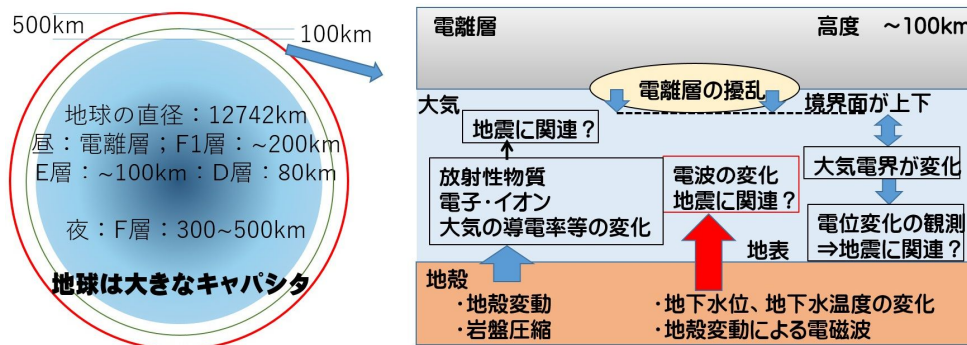 500km
100km
地球の直径：12742km
昼：電離層；F1層：~200km
E層：~100km：D層：80km
夜：F層：300~500km
地球は大きなキャパシタ
電離層
高度　～100km
電離層の擾乱
大気
境界面が上下
地震に関連？
大気電界が変化
放射性物質
電子・イオン
大気の導電率等の変化
電波の変化
地震に関連？
電位変化の観測
⇒地震に関連？
地表
地殻
・地殻変動
・岩盤圧縮
・地下水位、地下水温度の変化
・地殻変動による電磁波